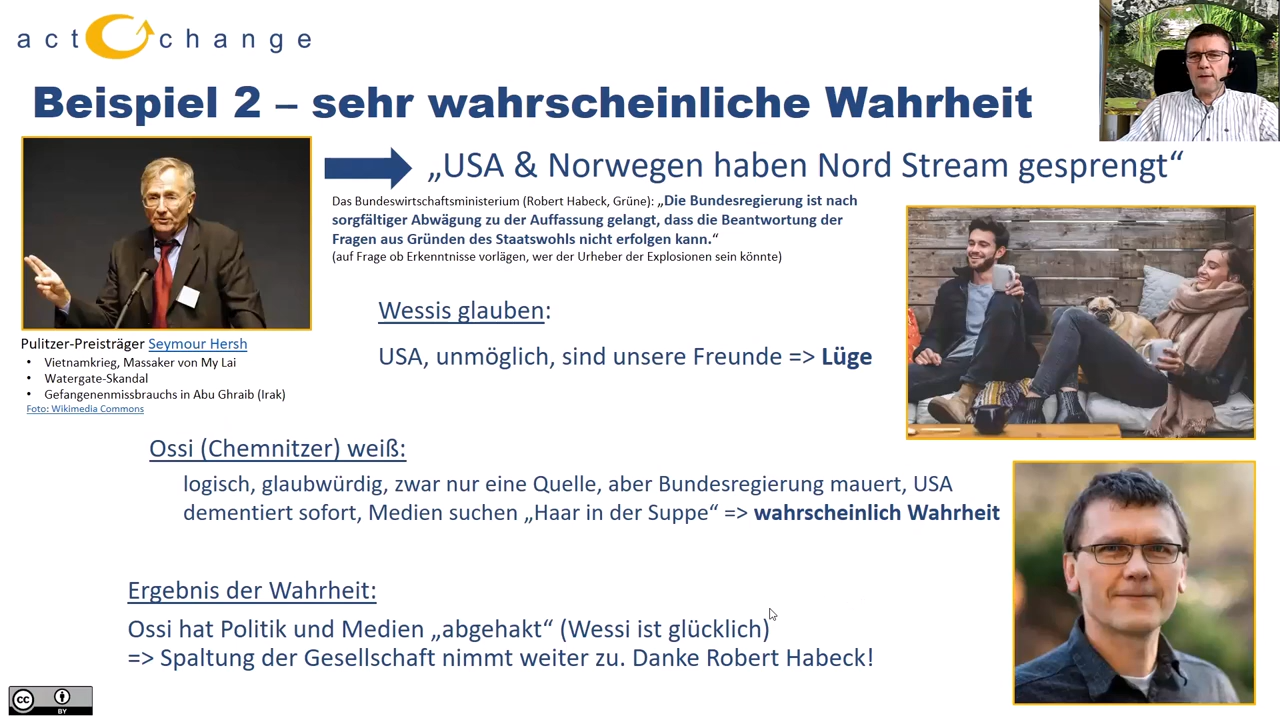 act change
Beispiel 2 – sehr wahrscheinliche Wahrheit
„USA & Norwegen haben Nord Stream gesprengt“
Das Bundeswirtschaftsministerium (Robert Habeck, Grüne): „Die Bundesregierung ist nach
sorgfältiger Abwägung zu der Auffassung gelangt, dass die Beantwortung der
Fragen aus Gründen des Staatswohls nicht erfolgen kann.“
(auf Frage ob Erkenntnisse vorlägen, wer der Urheber der Explosionen sein könnte)
Pulitzer-Preisträger Seymour Hersh
• Vietnamkrieg, Massaker von My Lai
• Watergate-Skandal
• Gefangenenmissbrauchs in Abu Ghraib (Irak)
Foto: Wikimedia Commons
Wessis glauben:
USA, unmöglich, sind unsere Freunde => Lüge
Ossi (Chemnitzer) weiß:
logisch, glaubwürdig, zwar nur eine Quelle, aber Bundesregierung mauert, USA
dementiert sofort, Medien suchen „Haar in der Suppe“ => wahrscheinlich Wahrheit
Ergebnis der Wahrheit:
Ossi hat Politik und Medien „abgehakt“ (Wessi ist glücklich)
=> Spaltung der Gesellschaft nimmt weiter zu. Danke Robert Habeck!
cc BY